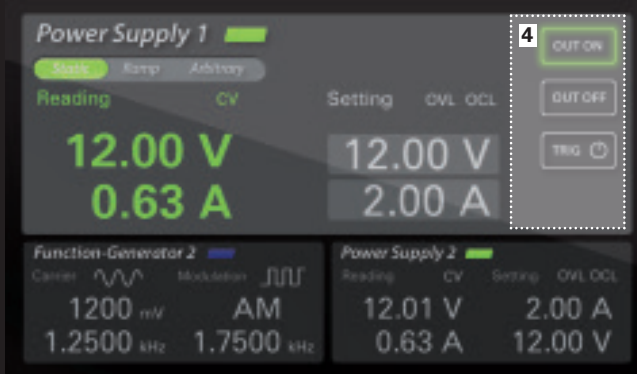 Power Supply 1
4
OUT ON
Static Ramp Arbitrary
Reading CV Setting OVL OCL
OUT OFF
12.00 V 12.00 V
TRIG
0.63 A 2.00 A
Function-Generator 2 Power Supply 2
Carrier Modulation Reading CV Setting OVL OCL
1200 mV AM 12.01 V 2.00 A
1.2500 kHz 1.7500 kHz 0.63 A 12.00 V